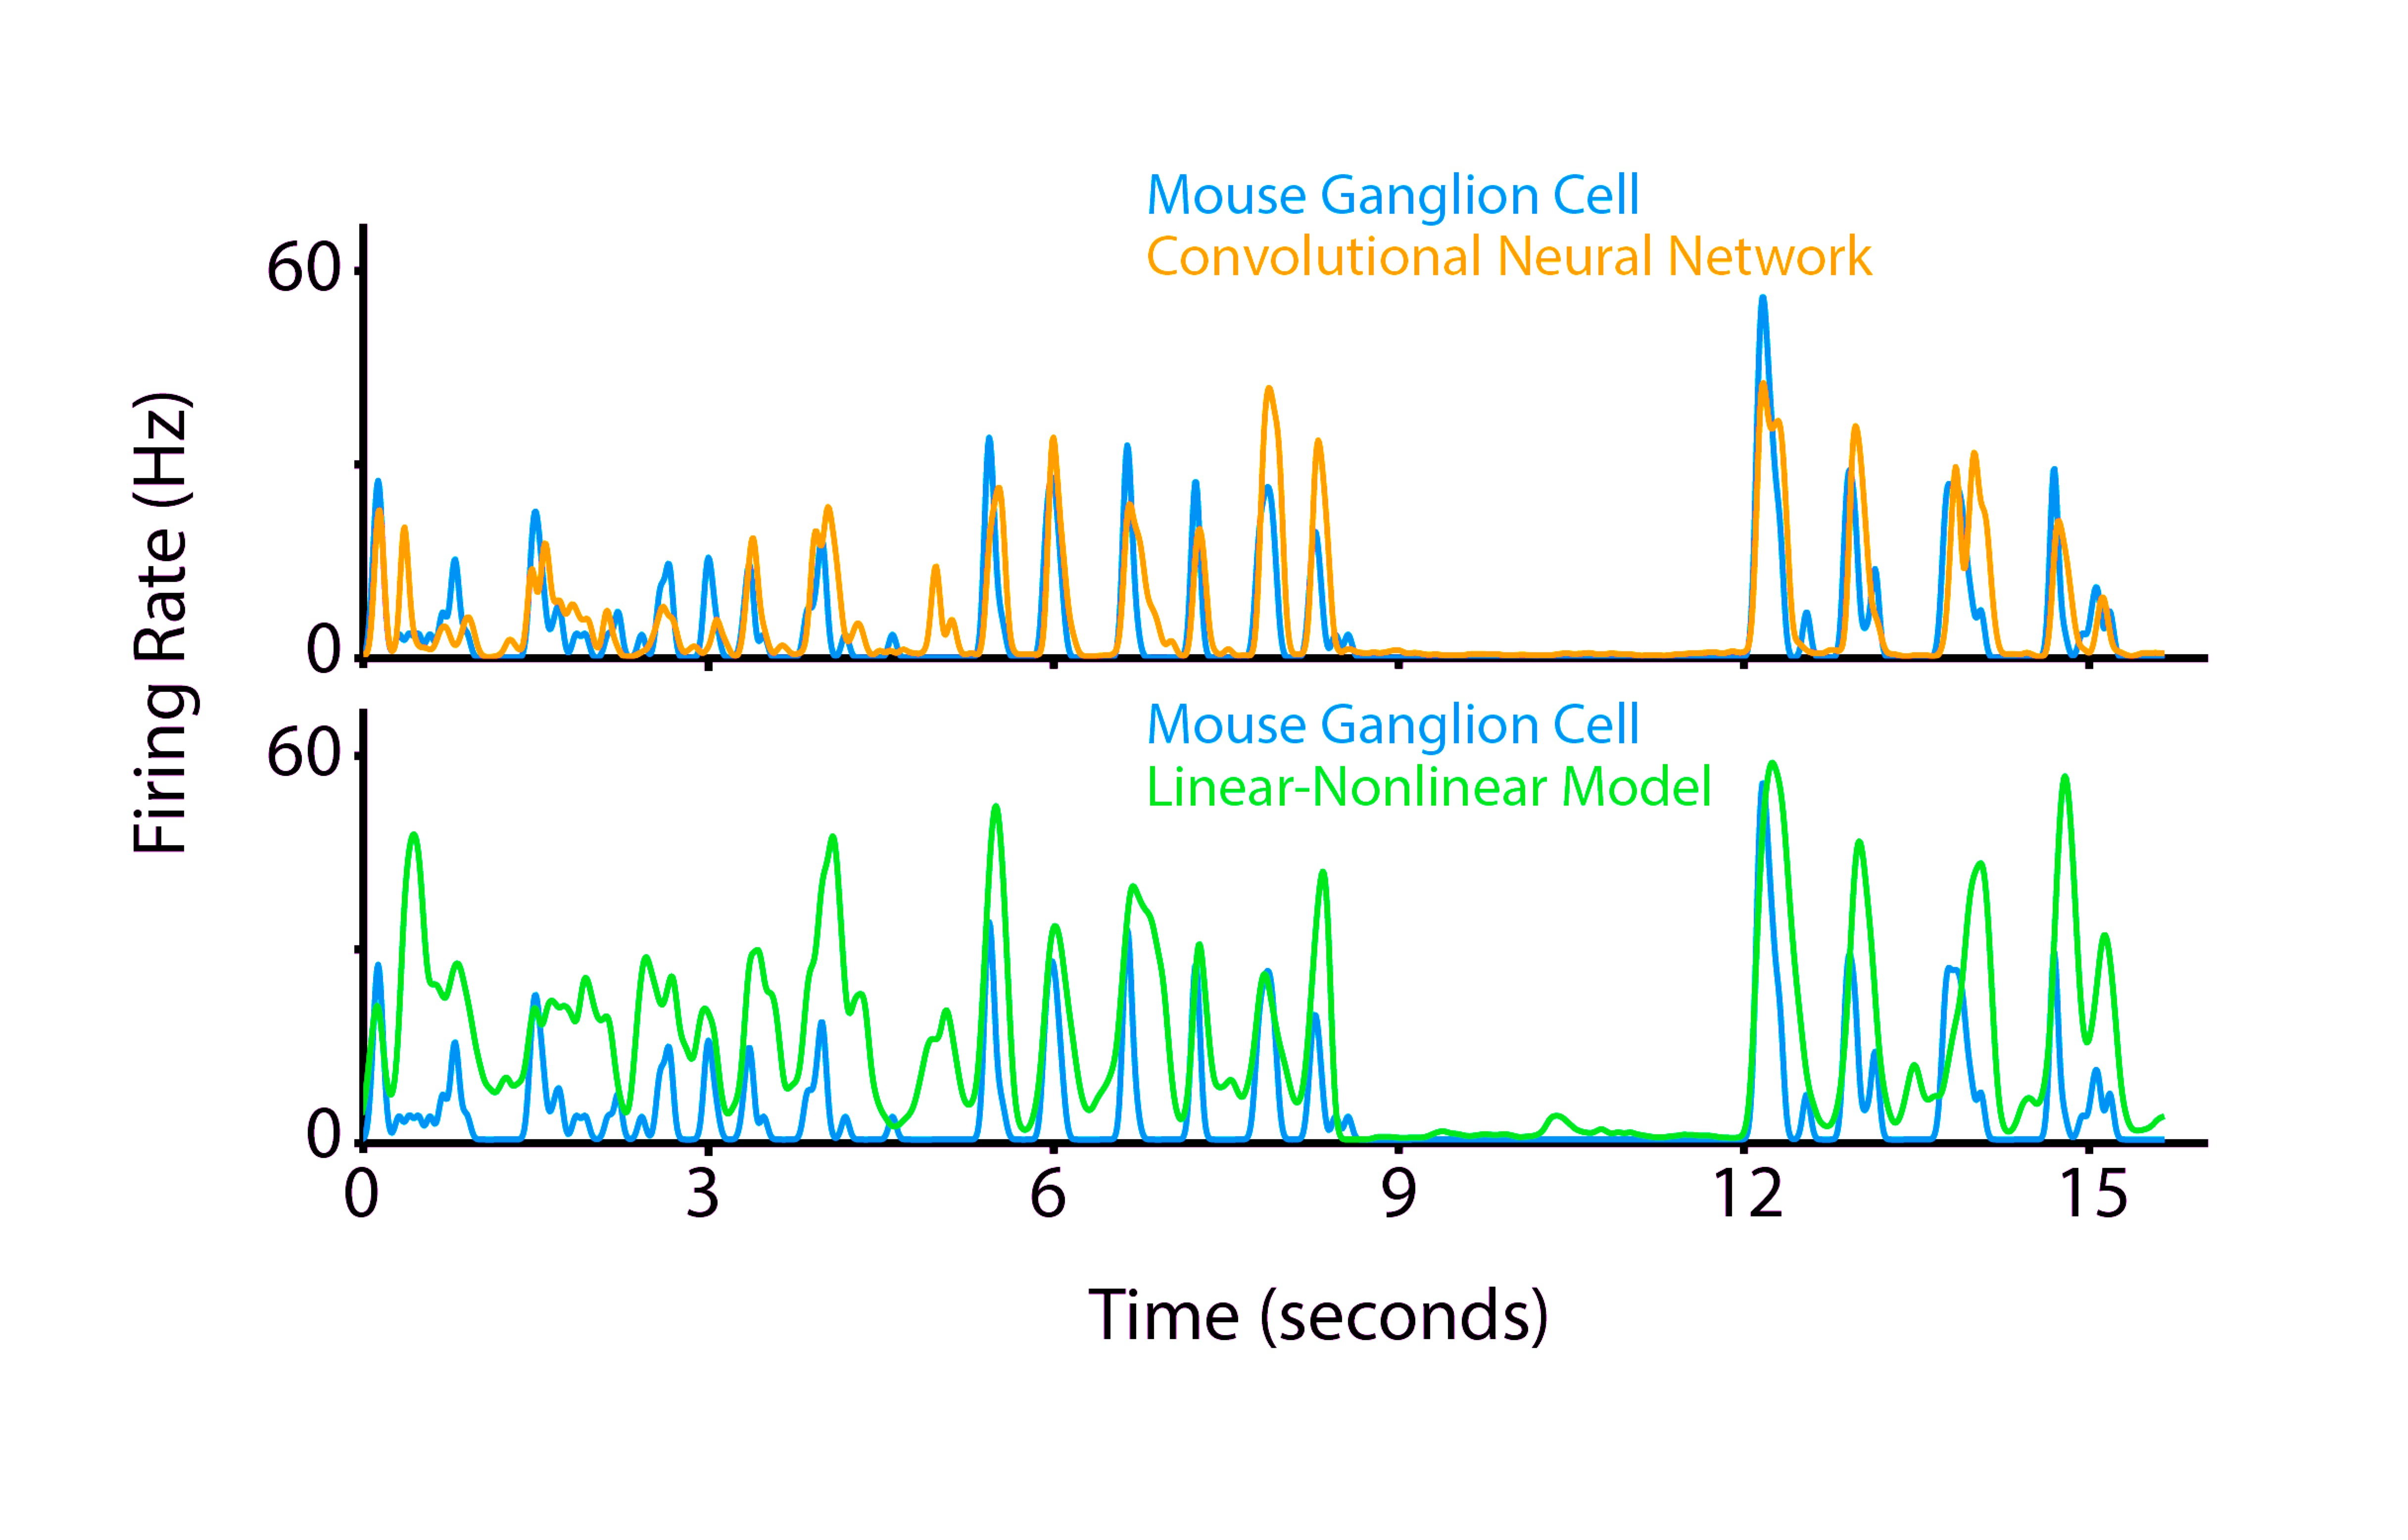 Mouse Ganglion Cell
Convolutional Neural Network
60
0
Firing Rate (Hz)
Mouse Ganglion Cell
Linear-Nonlinear Model
60
0
0 3 6 9 12 15
Time (seconds)